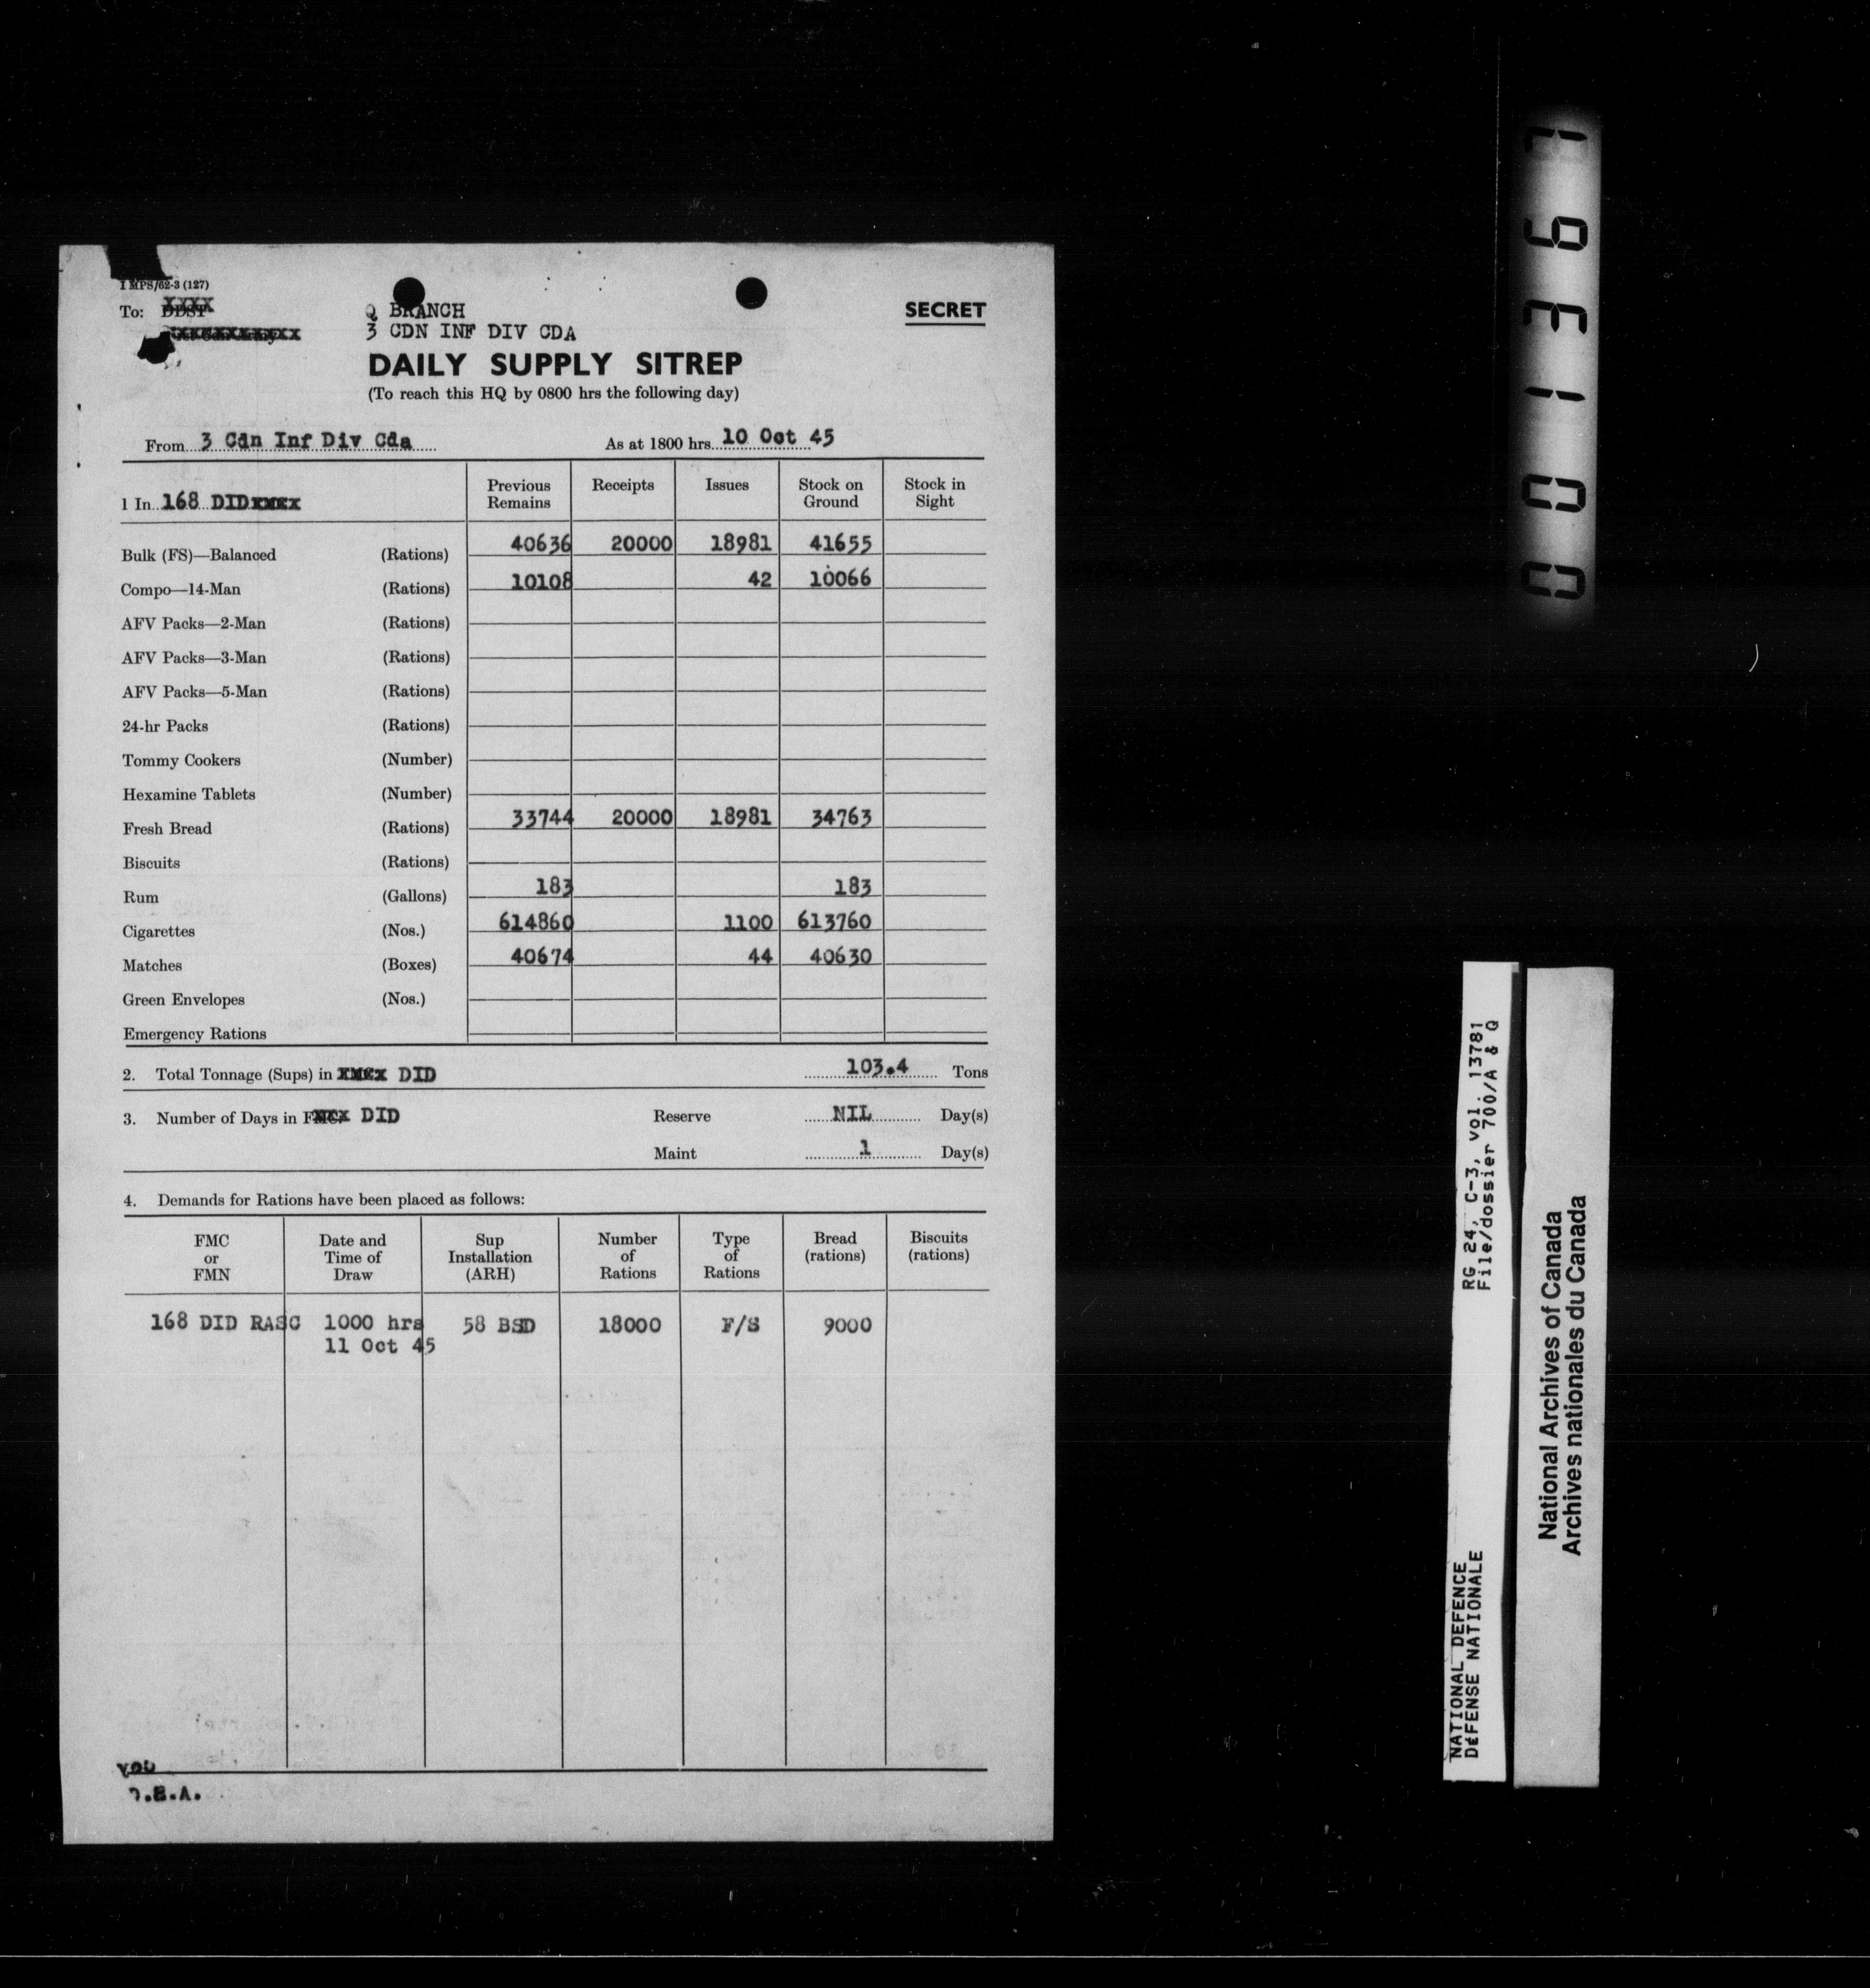 1 MPS/62-3 (127)
To: DDST
Q BRANCH
3 CDN INF DIV CDA
SECRET
DAILY SUPPLY SITREP
(To reach this HQ by 0800 hrs the following day)
From 3 Cdn Inf Div Cda As at 1800 hrs. 10 Oct 45
1 In 168 DID Previous Remains Receipts Issues Stock on Ground Stock in Sight
Bulk (FS)—Balanced (Rations) 40636 20000 18981 41655
Compo—14-Man (Rations) 10108 42 10066
AFV Packs—2-Man (Rations)
AFV Packs—3-Man (Rations)
AFV Packs—5-Man (Rations)
24-hr Packs (Rations)
Tommy Cookers (Number)
Hexamine Tablets (Number)
Fresh Bread (Rations) 33744 20000 18981 34763
Biscuits (Rations)
Rum (Gallons) 183 183
Cigarettes (Nos.) 614860 1100 613760
Matches (Boxes) 40674 44 40630
Green Envelopes (Nos.)
Emergency Rations
2. Total Tonnage (Sups) in DID 103.4 Tons
3. Number of Days in DID Reserve NIL Day(s)
Maint 1 Day(s)
4. Demands for Rations have been placed as follows:
FMC or FMN Date and Time of Draw Sup Installation (ARH) Number of Rations Type of Rations Bread (rations) Biscuits (rations)
168 DID RASC 1000 hrs 58 BSD 18000 F/S 9000
11 Oct 45
001367
RG 24, C-3, vol. 13781
File/dossier 700/A & Q
NATIONAL DEFENCE
DÉFENSE NATIONALE
National Archives of Canada
Archives nationales du Canada